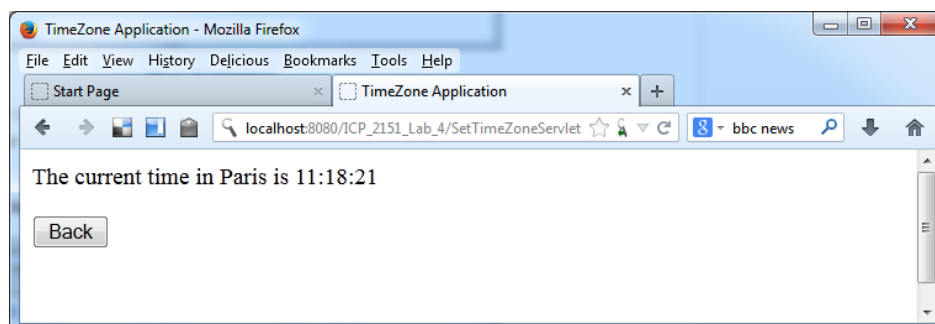 TimeZone Application - Mozilla Firefox
File Edit View History Delicious Bookmarks Tools Help
Start Page TimeZone Application
localhost:8080/ICP_2151_Lab_4/SetTimeZoneServlet 8 bbc news
The current time in Paris is 11:18:21
Back